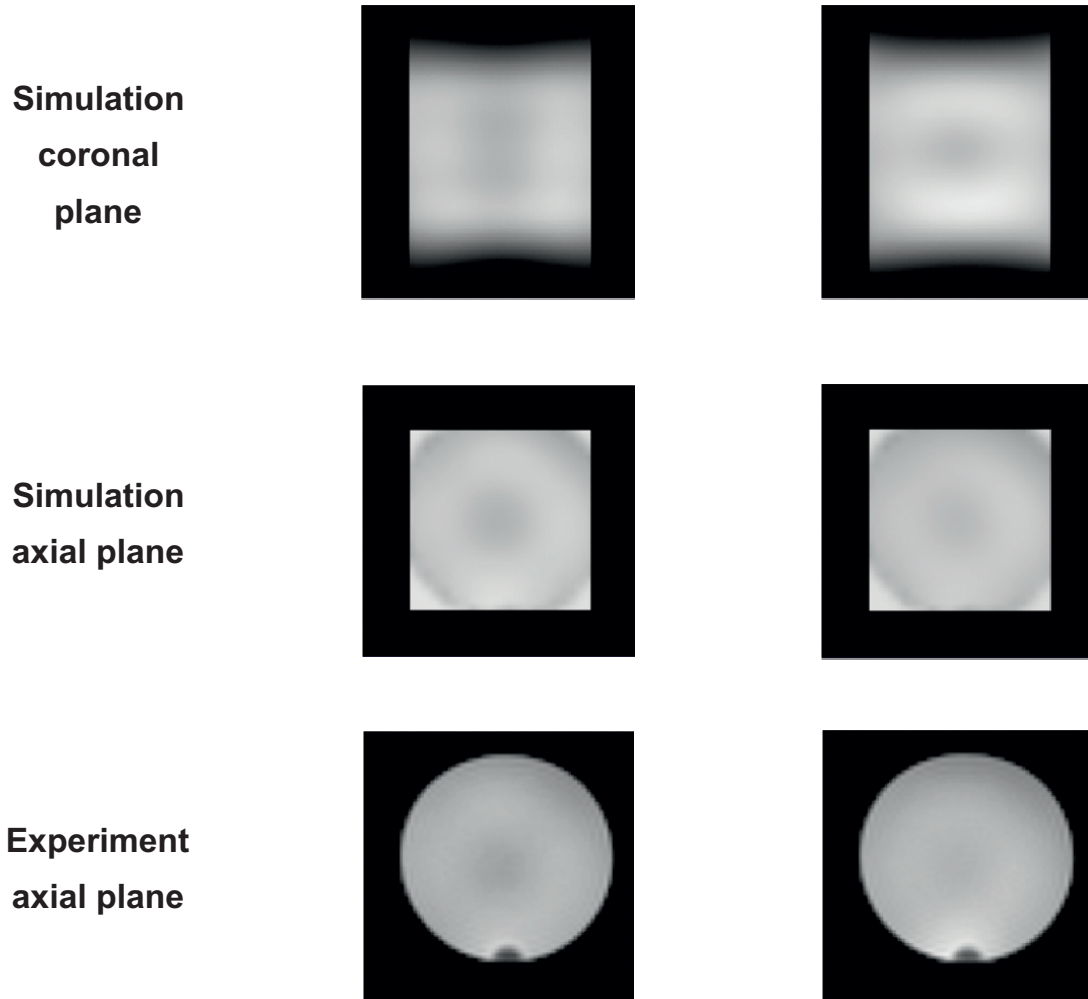 Simulation
coronal
plane
Simulation
axial plane
Experiment
axial plane